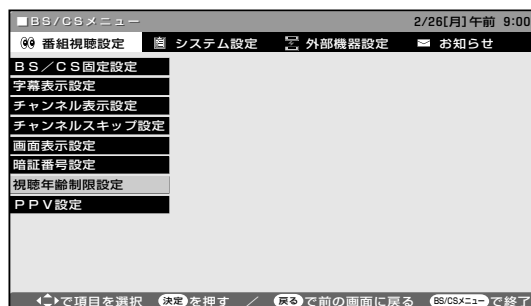 ■BS/CSメニュー 2/26[月]午前 9:00
番組視聴設定 システム設定 外部機器設定 お知らせ
BS/CS固定設定
字幕表示設定
チャンネル表示設定
チャンネルスキップ設定
画面表示設定
暗証番号設定
視聴年齢制限設定
PPV設定
で項目を選択 決定を押す / 戻るで前の画面に戻る BS/CSメニューで終了